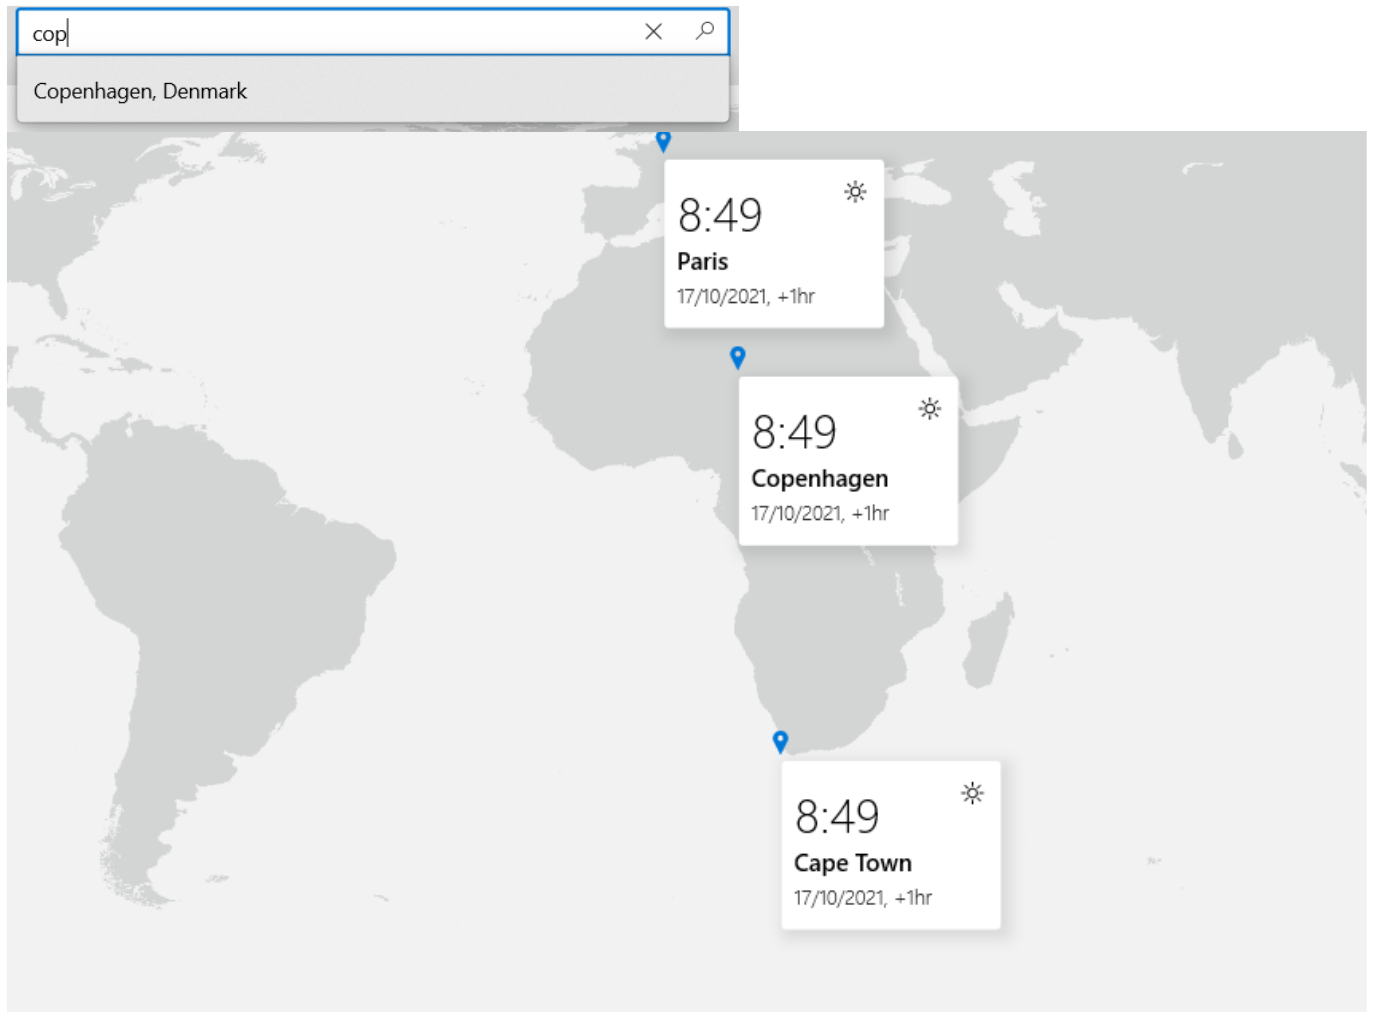 cop
Copenhagen, Denmark
8:49
Paris
17/10/2021, +1hr
8:49
Copenhagen
17/10/2021, +1hr
8:49
Cape Town
17/10/2021, +1hr